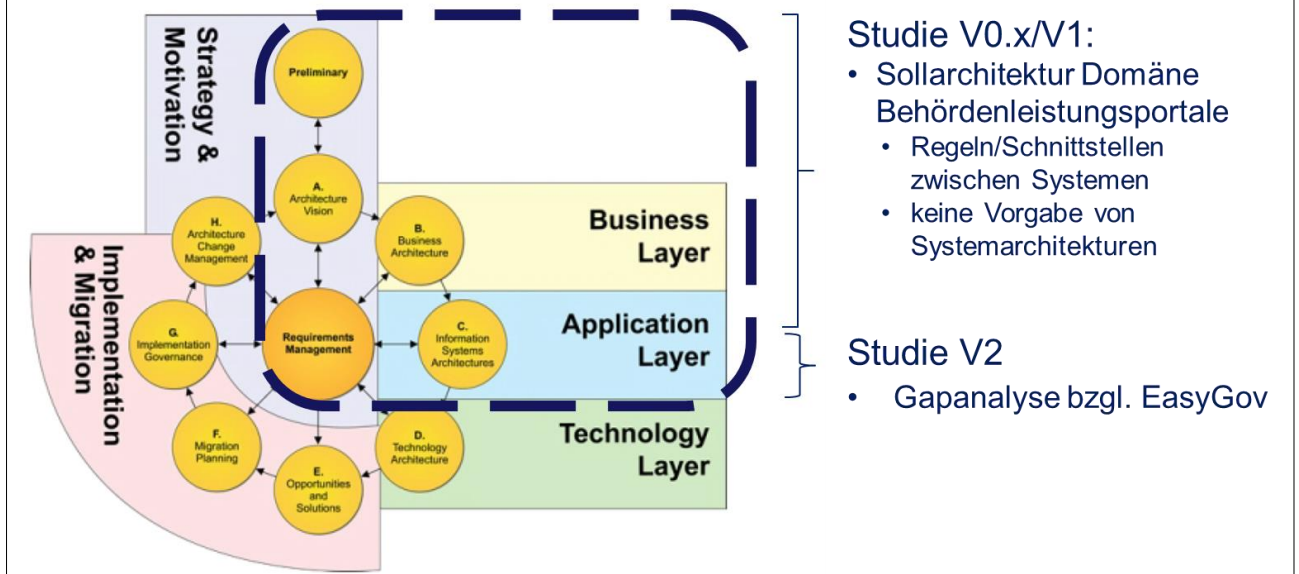 Strategy &
Motivation
Preliminary
A.
Architecture
Vision
H.
Architecture
Change
Management
B.
Business
Architecture
Business
Layer
Implementation
& Migration
G.
Implementation
Governance
Requirements
Management
C.
Information
Systems
Architectures
Application
Layer
F.
Migration
Planning
E.
Opportunities
and
Solutions
D.
Technology
Architecture
Technology
Layer
Studie V0.x/V1:
• Sollarchitektur Domäne
Behördenleistungsportale
• Regeln/Schnittstellen
zwischen Systemen
• keine Vorgabe von
Systemarchitekturen
Studie V2
• Gapanalyse bzgl. EasyGov